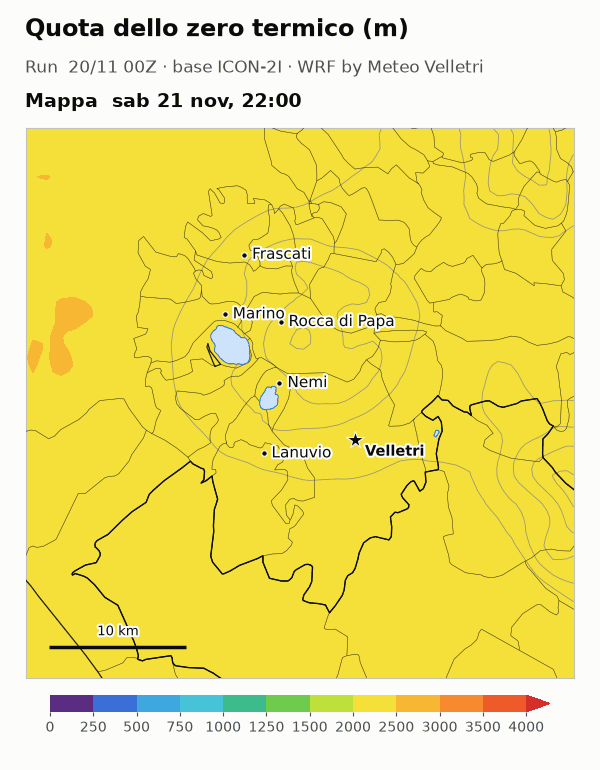 Quota dello zero termico (m)
Run  20/11 00Z · base ICON-2I · WRF by Meteo Velletri
Mappa  sab 21 nov, 22:00
Frascati
Marino
Rocca di Papa
Nemi
Velletri
Lanuvio
10 km
0 250 500 750 1000 1250 1500 2000 2500 3000 3500 4000